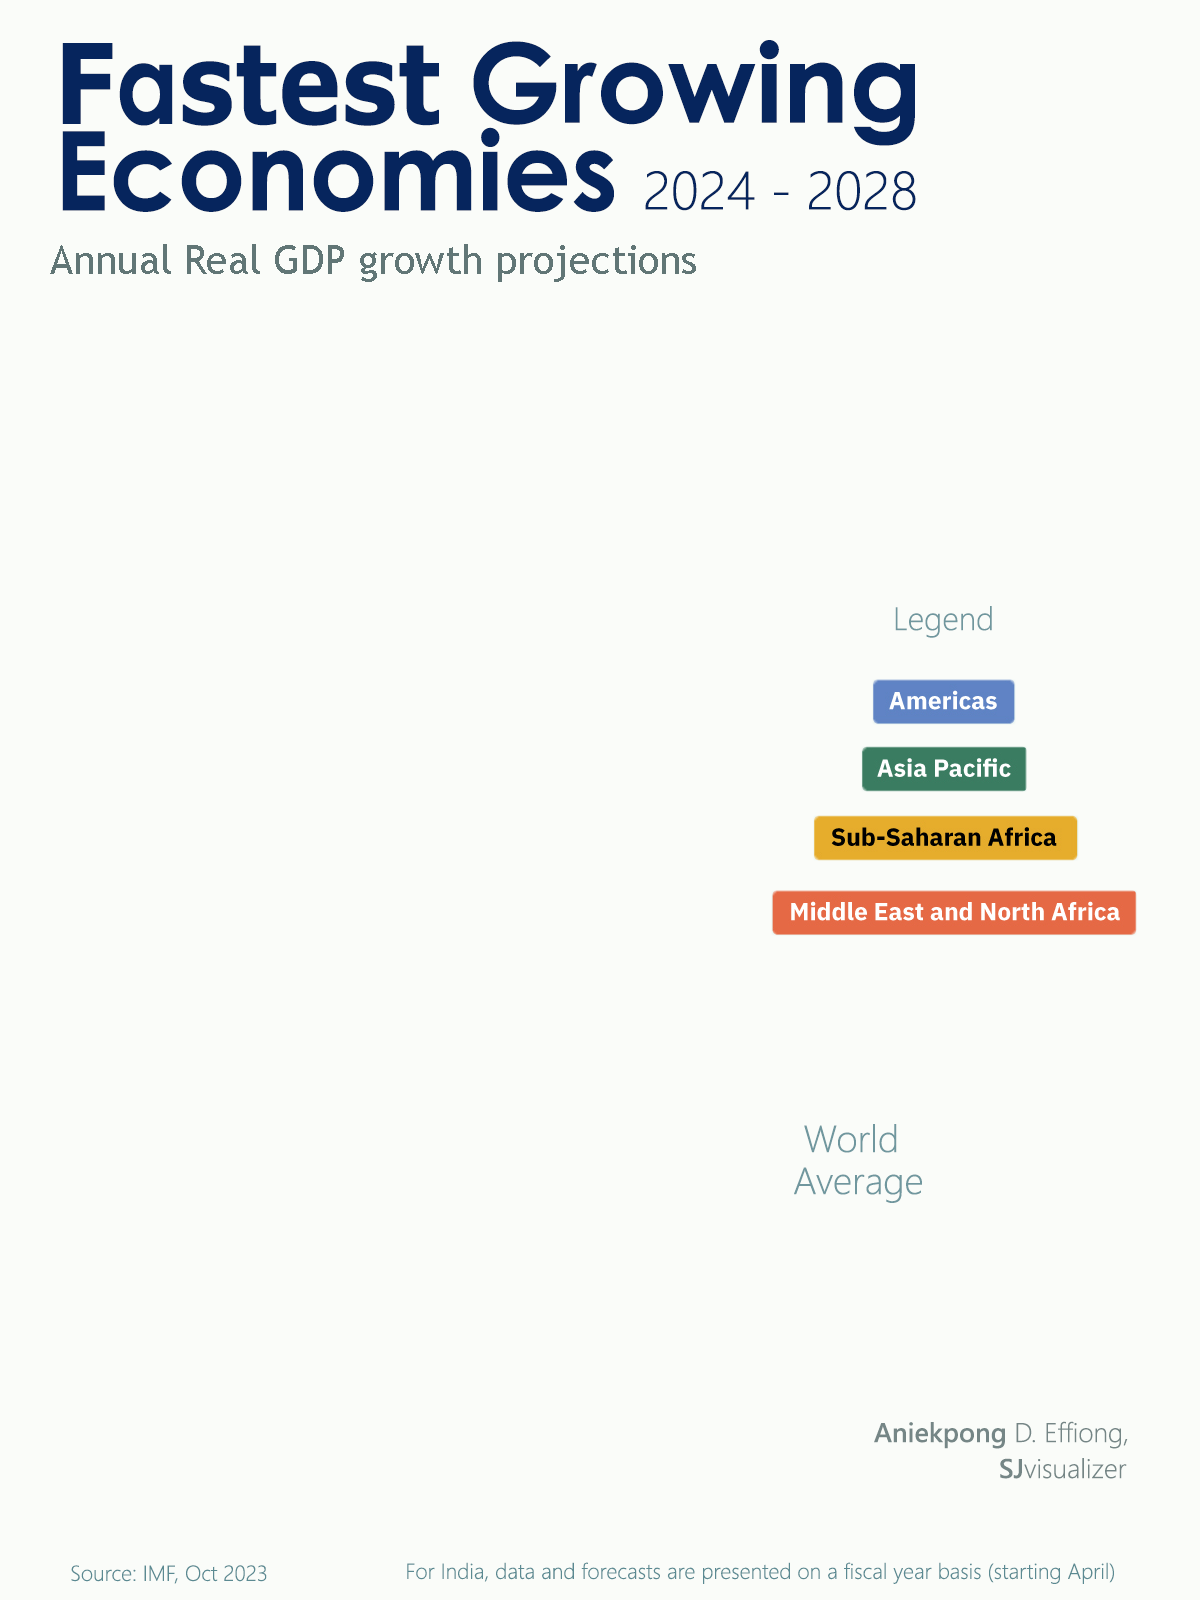 Fastest Growing
Economies 2024 - 2028
Annual Real GDP growth projections
Legend
Americas
Asia Pacific
Sub-Saharan Africa
Middle East and North Africa
World
Average
Aniekpong D. Effiong,
SJvisualizer
Source: IMF, Oct 2023
For India, data and forecasts are presented on a fiscal year basis (starting April)